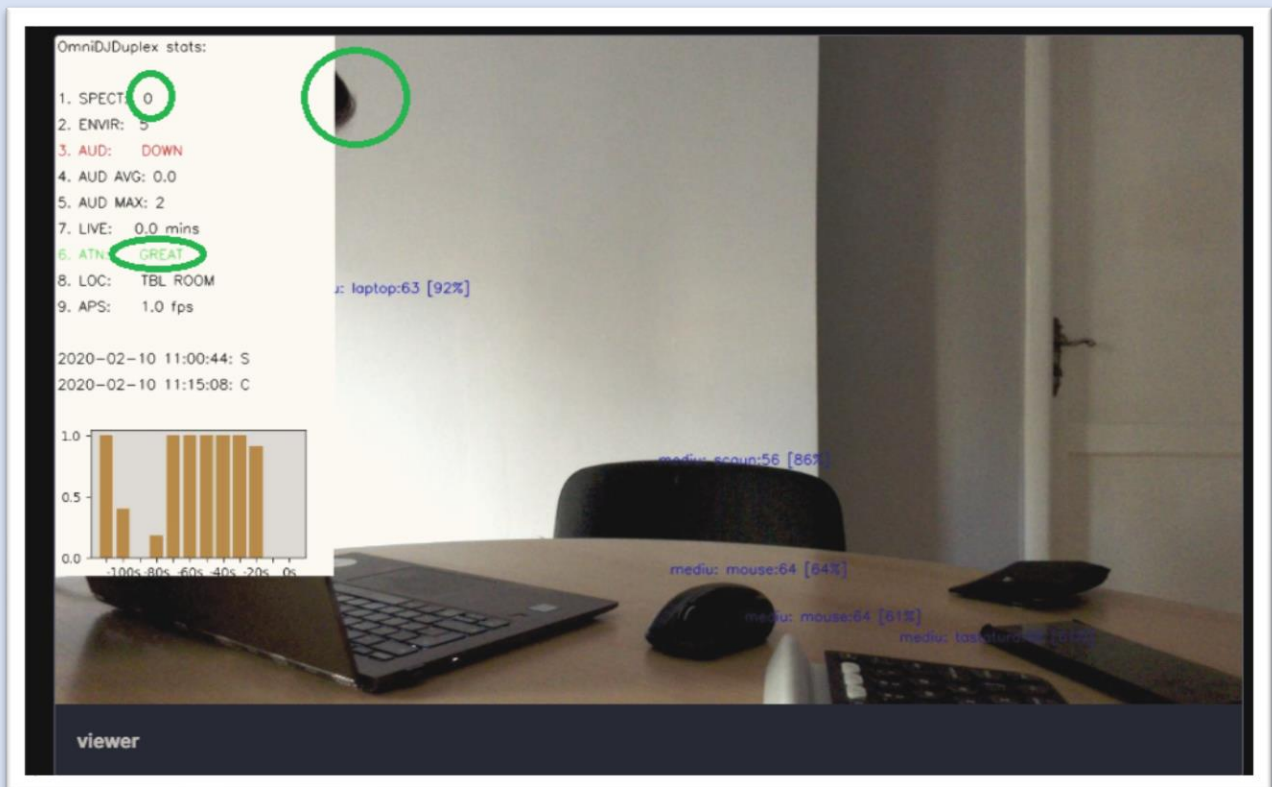 OmniDJDuplex stats:
1. SPECT: 0
2. ENVIR: 5
3. AUD: DOWN
4. AUD AVG: 0.0
5. AUD MAX: 2
7. LIVE: 0.0 mins
6. ATN: GREAT
8. LOC: TBL ROOM
9. APS: 1.0 fps
2020-02-10 11:00:44: S
2020-02-10 11:15:08: C
1.0
0.5
0.0
-100s -80s -60s -40s -20s 0s
u: laptop:63 [92%]
mediu: scaun:56 [86%]
mediu: mouse:64 [64%]
mediu: mouse:64 [61%]
mediu:
viewer